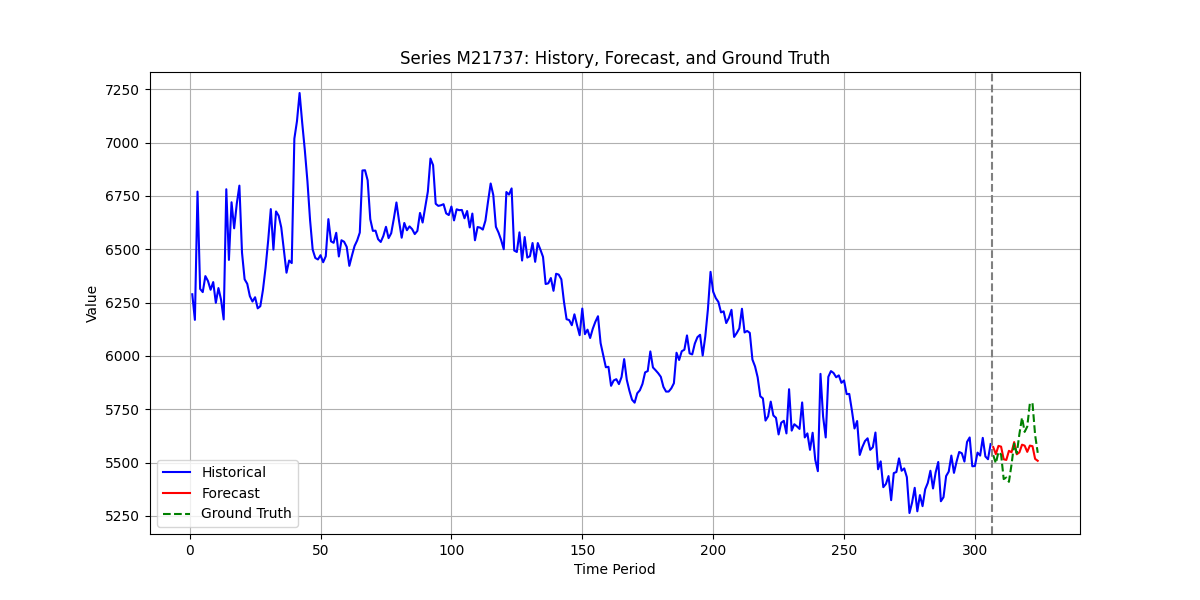 Series M21737: History, Forecast, and Ground Truth
7250
7000
6750
6500
6250
6000
5750
5500
5250
Value
Historical
Forecast
Ground Truth
0 50 100 150 200 250 300
Time Period